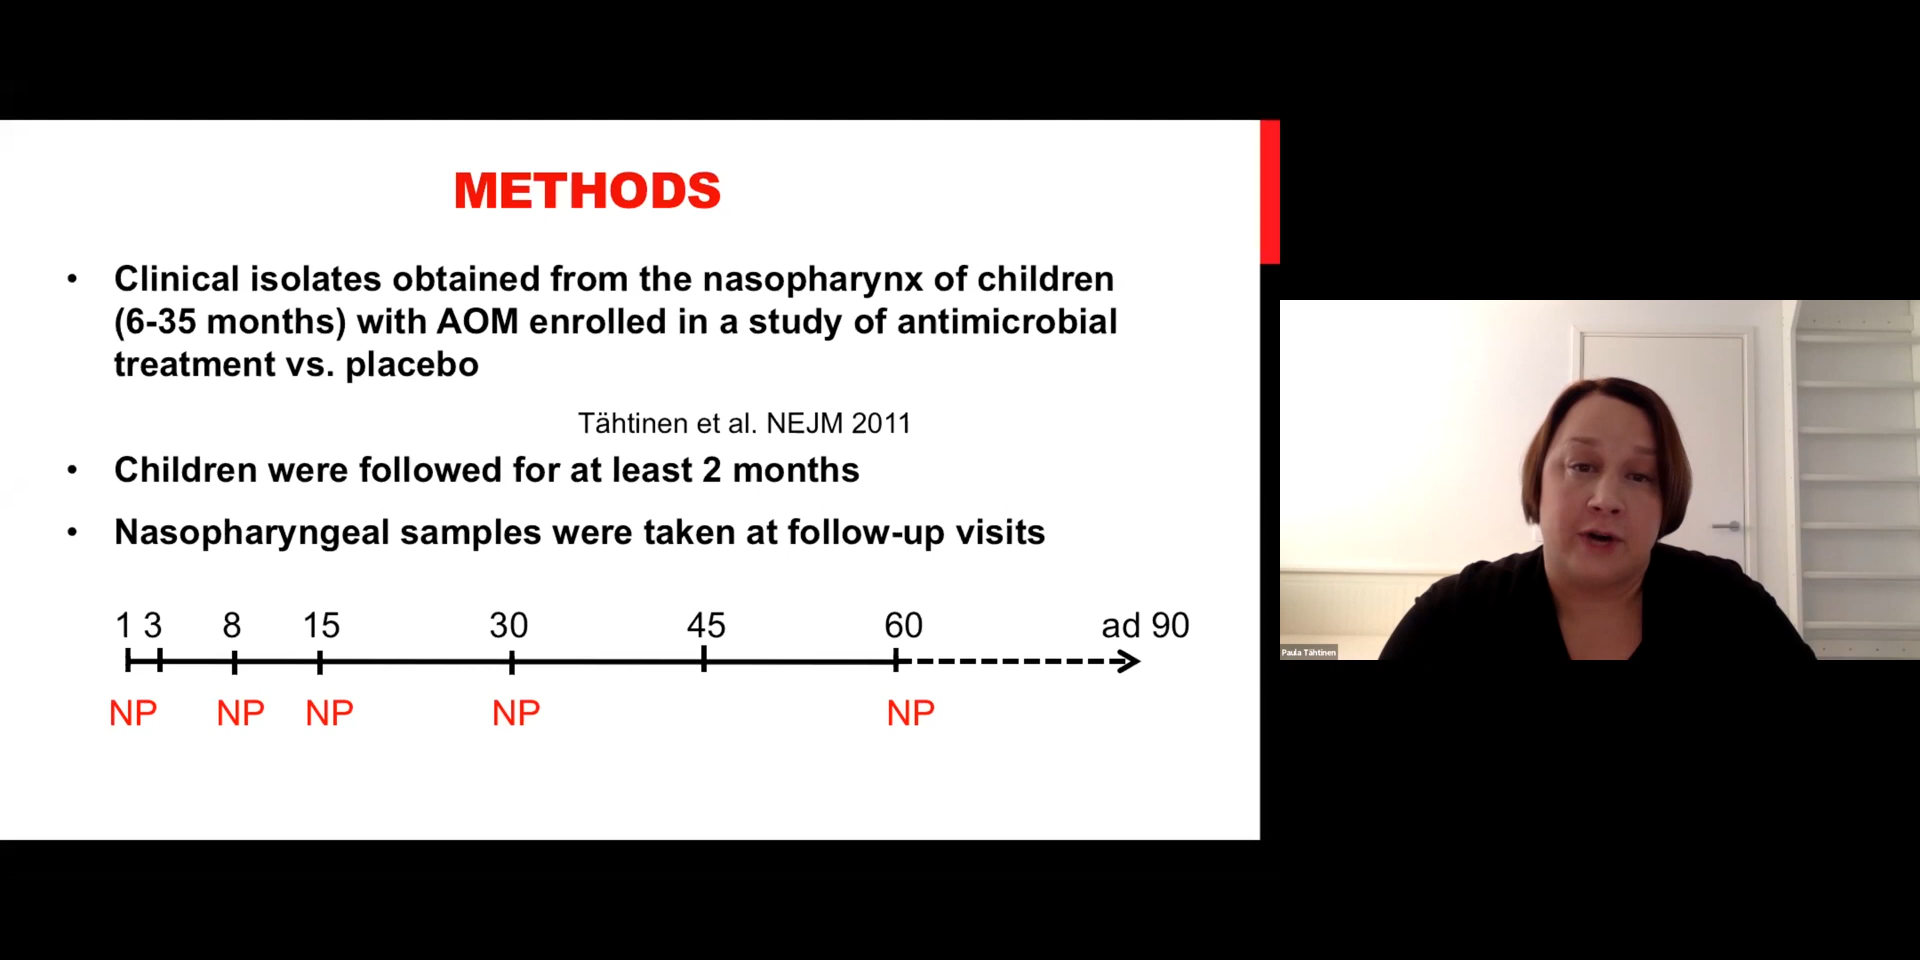 METHODS
• Clinical isolates obtained from the nasopharynx of children
(6-35 months) with AOM enrolled in a study of antimicrobial
treatment vs. placebo
Tähtinen et al. NEJM 2011
• Children were followed for at least 2 months
• Nasopharyngeal samples were taken at follow-up visits
1 3 8 15 30 45 60 ad 90
NP NP NP NP NP
Paula Tähtinen